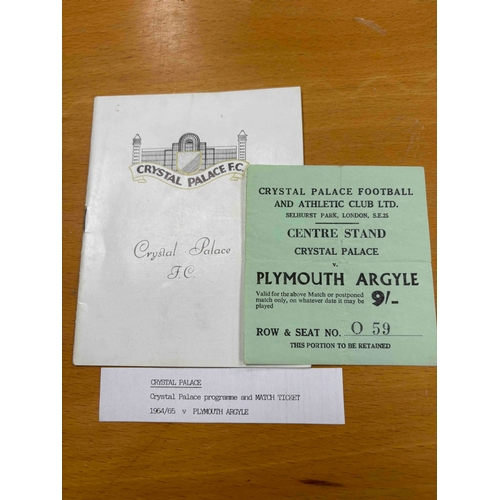 CRYSTAL PALACE F.C.
Crystal Palace
F.C.
CRYSTAL PALACE FOOTBALL
AND ATHLETIC CLUB LTD.
SELHURST PARK, LONDON, S.E.25
CENTRE STAND
CRYSTAL PALACE
v.
PLYMOUTH ARGYLE
Valid for the above Match or postponed
match only, on whatever date it may be
played
9/-
ROW & SEAT NO. O 59
THIS PORTION TO BE RETAINED
CRYSTAL PALACE
Crystal Palace programme and MATCH TICKET
1964/65 v PLYMOUTH ARGYLE